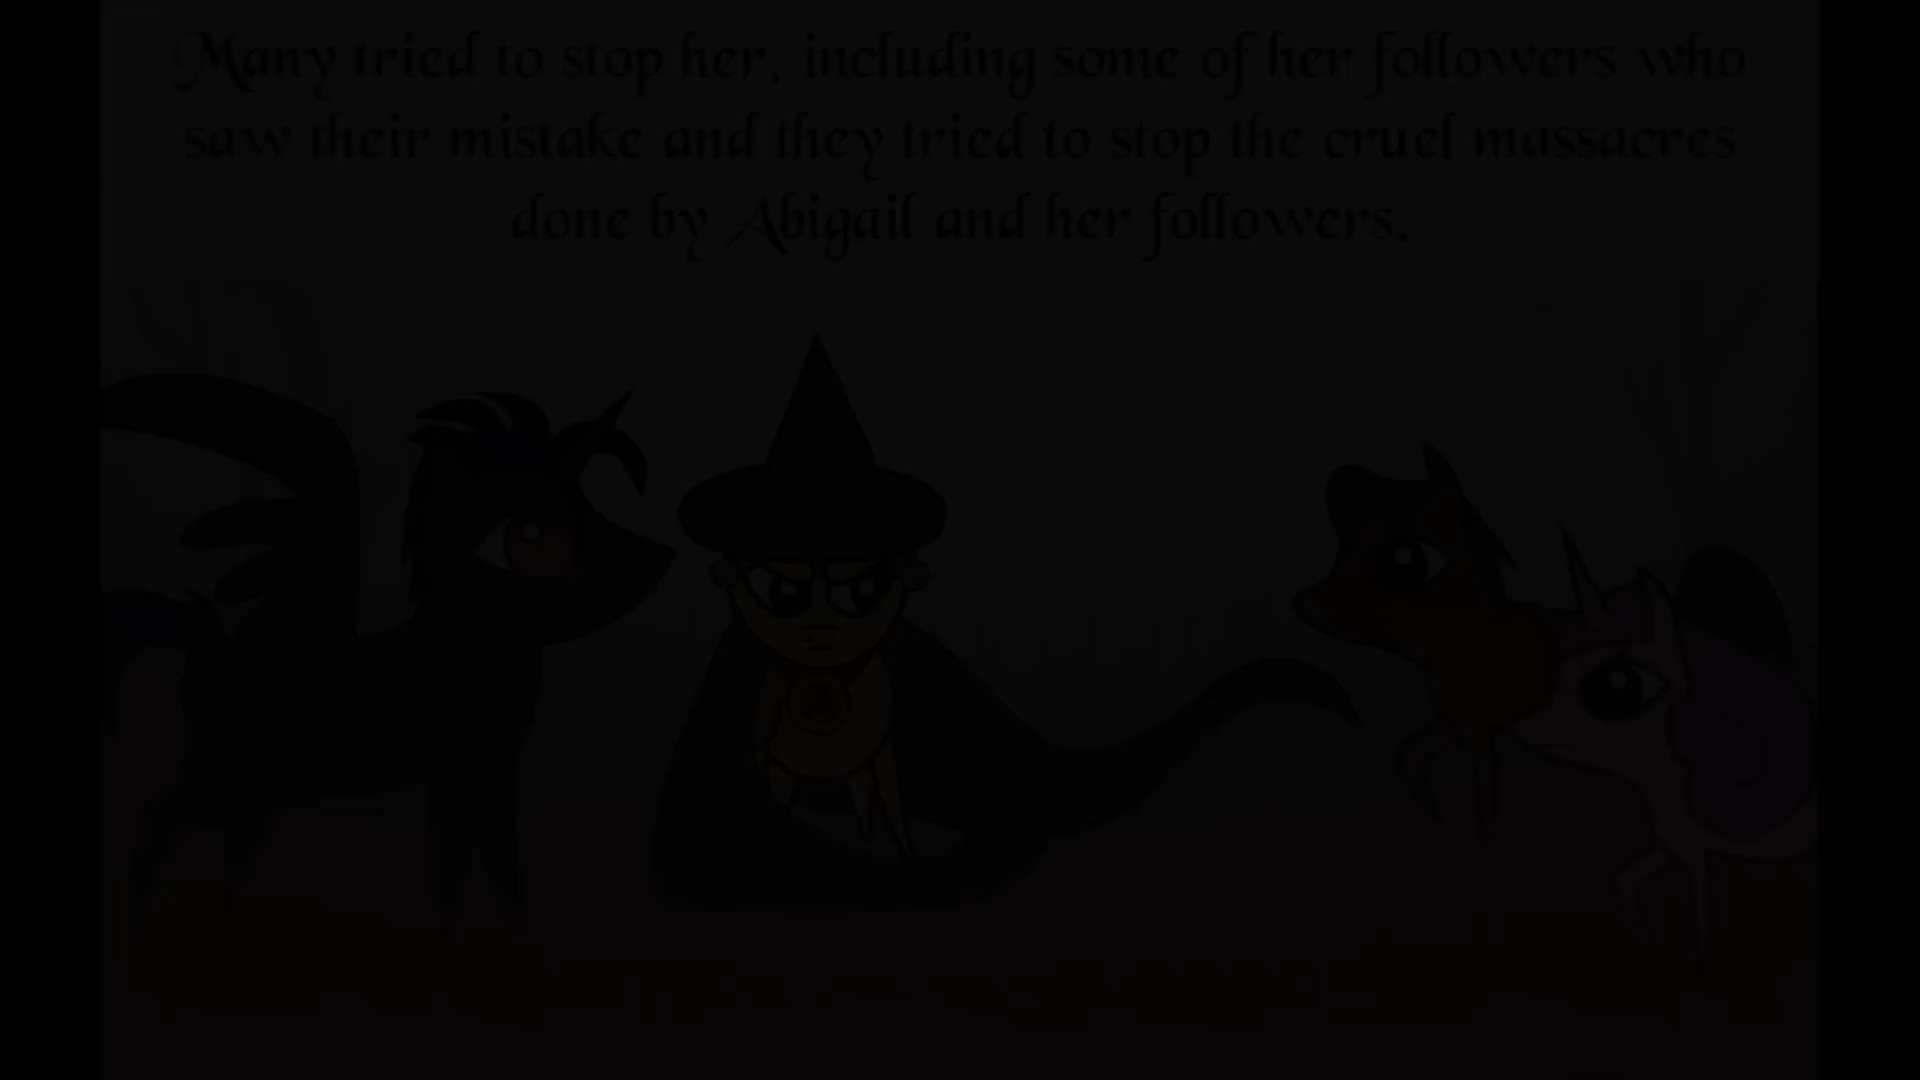 Many tried to stop her, including some of her followers who
saw their mistake and they tried to stop the cruel massacres
done by Abigail and her followers.